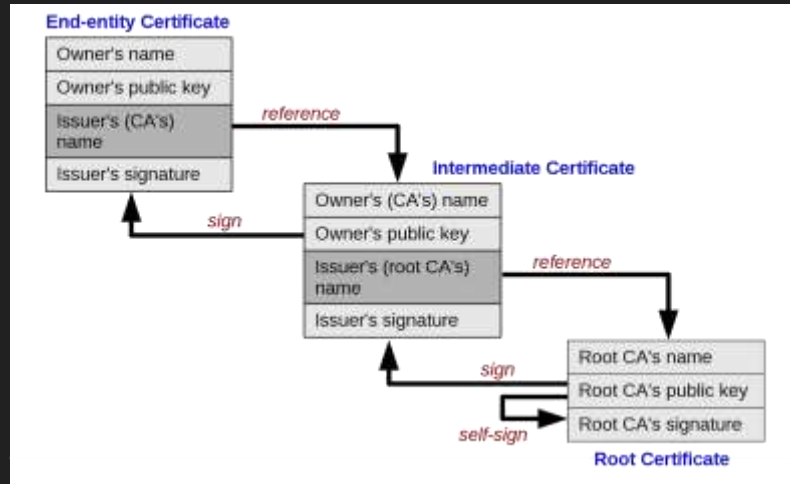 End-entity Certificate
Owner's name
Owner's public key
Issuer's (CA's)
name
Issuer's signature
reference
sign
Intermediate Certificate
Owner's (CA's) name
Owner's public key
Issuer's (root CA's)
name
Issuer's signature
reference
sign
self-sign
Root CA's name
Root CA's public key
Root CA's signature
Root Certificate